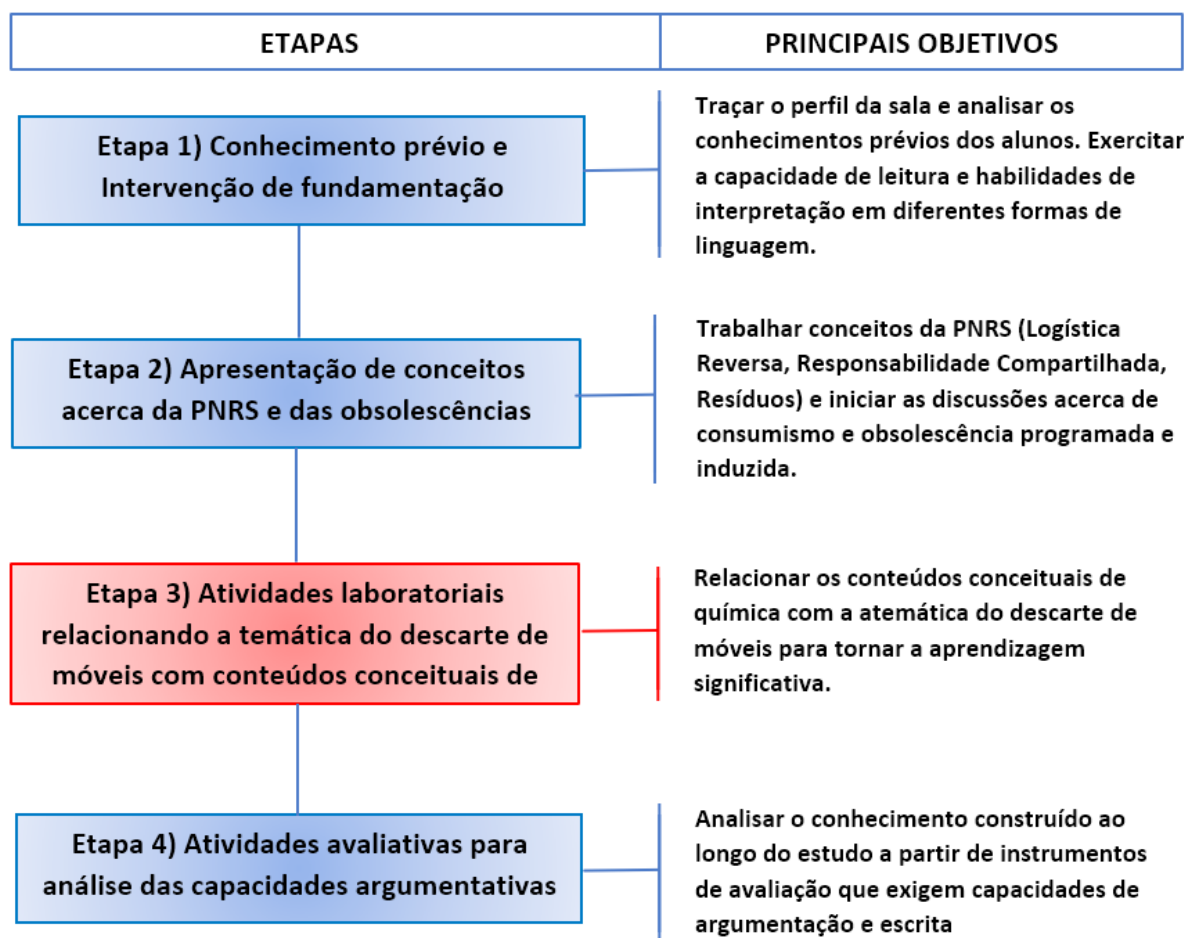 ETAPAS
PRINCIPAIS OBJETIVOS
Etapa 1) Conhecimento prévio e
Intervenção de fundamentação
Traçar o perfil da sala e analisar os
conhecimentos prévios dos alunos. Exercitar
a capacidade de leitura e habilidades de
interpretação em diferentes formas de
linguagem.
Etapa 2) Apresentação de conceitos
acerca da PNRS e das obsolescências
Trabalhar conceitos da PNRS (Logística
Reversa, Responsabilidade Compartilhada,
Resíduos) e iniciar as discussões acerca de
consumismo e obsolescência programada e
induzida.
Etapa 3) Atividades laboratoriais
relacionando a temática do descarte de
móveis com conteúdos conceituais de
Relacionar os conteúdos conceituais de
química com a atemática do descarte de
móveis para tornar a aprendizagem
significativa.
Etapa 4) Atividades avaliativas para
análise das capacidades argumentativas
Analisar o conhecimento construído ao
longo do estudo a partir de instrumentos
de avaliação que exigem capacidades de
argumentação e escrita